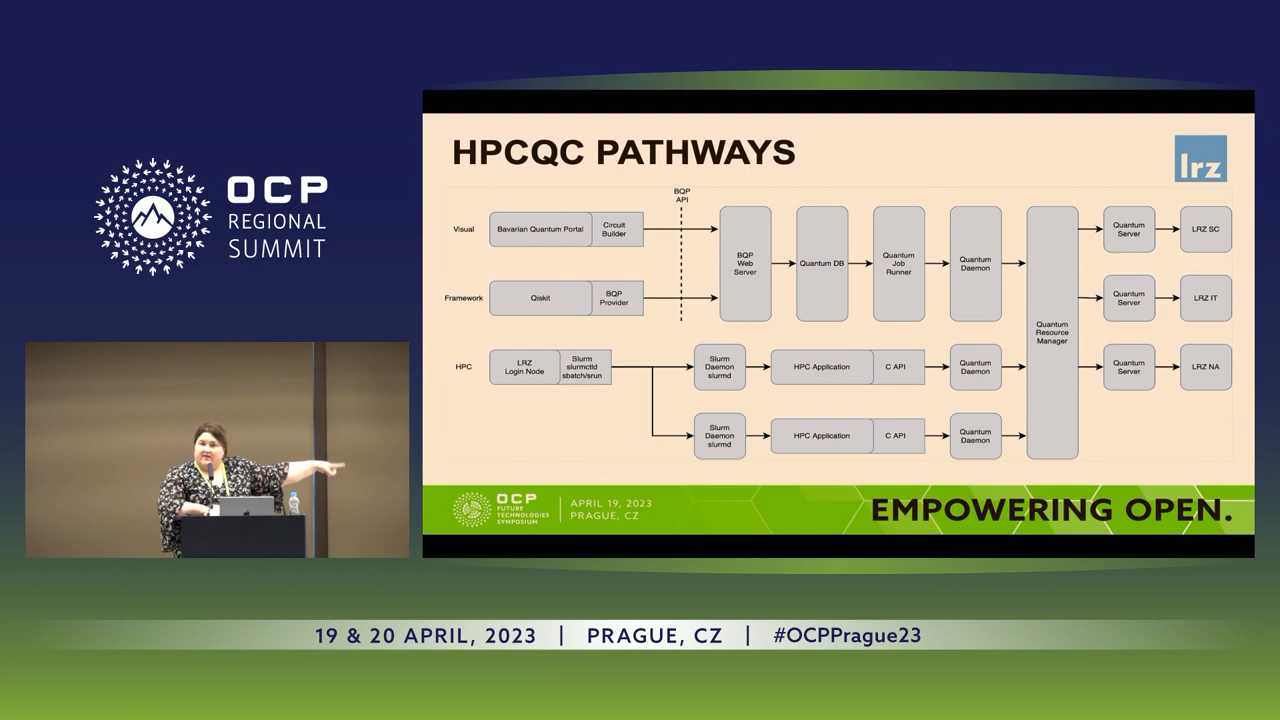 OCP
REGIONAL
SUMMIT
HPCQC PATHWAYS
lrz
BQP
API
Visual
Bavarian Quantum Portal
Circuit
Builder
Framework
Qiskit
BQP
Provider
BQP
Web
Server
Quantum DB
Quantum
Job
Runner
Quantum
Daemon
Quantum
Resource
Manager
Quantum
Server
LRZ SC
Quantum
Server
LRZ IT
Quantum
Server
LRZ NA
HPC
LRZ
Login Node
Slurm
slurmctld
sbatch/srun
Slurm
Daemon
slurmd
HPC Application
C API
Quantum
Daemon
Slurm
Daemon
slurmd
HPC Application
C API
Quantum
Daemon
OCP
FUTURE
TECHNOLOGIES
SYMPOSIUM
APRIL 19, 2023
PRAGUE, CZ
EMPOWERING OPEN.
19 & 20 APRIL, 2023 | PRAGUE, CZ | #OCPPrague23